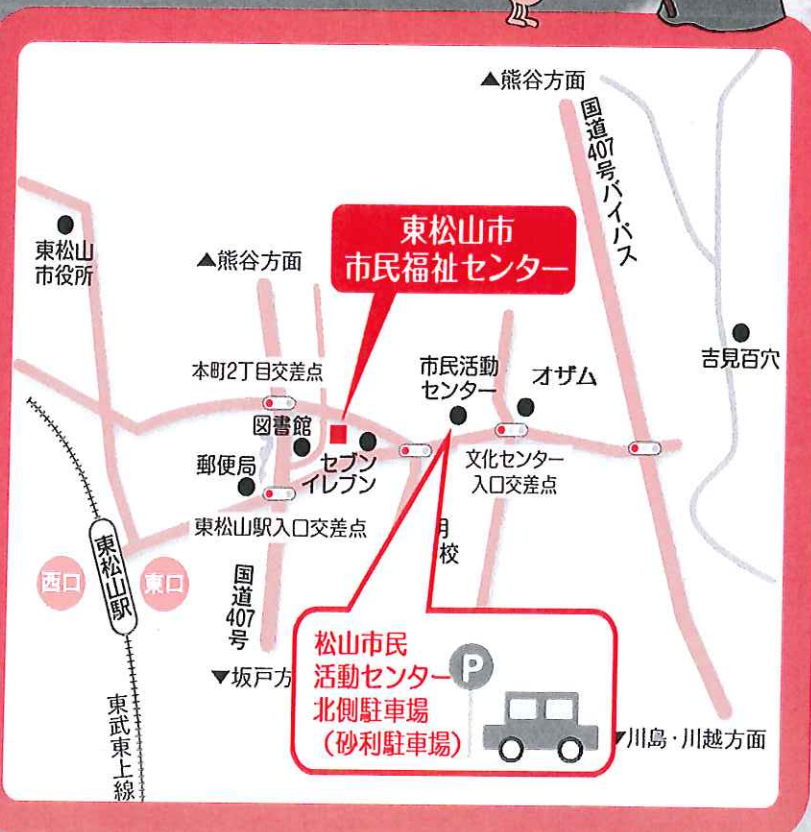 ▲熊谷方面
国道407号バイパス
東松山
市役所
▲熊谷方面
東松山市
市民福祉センター
吉見百穴
本町2丁目交差点
市民活動
センター
オザム
図書館
郵便局
セブン
イレブン
文化センター
入口交差点
東松山駅入口交差点
校
西口
東松山駅
東口
国道407号
▼坂戸方
松山市民
活動センター
北側駐車場
(砂利駐車場)
P
▼川島・川越方面
東武東上線